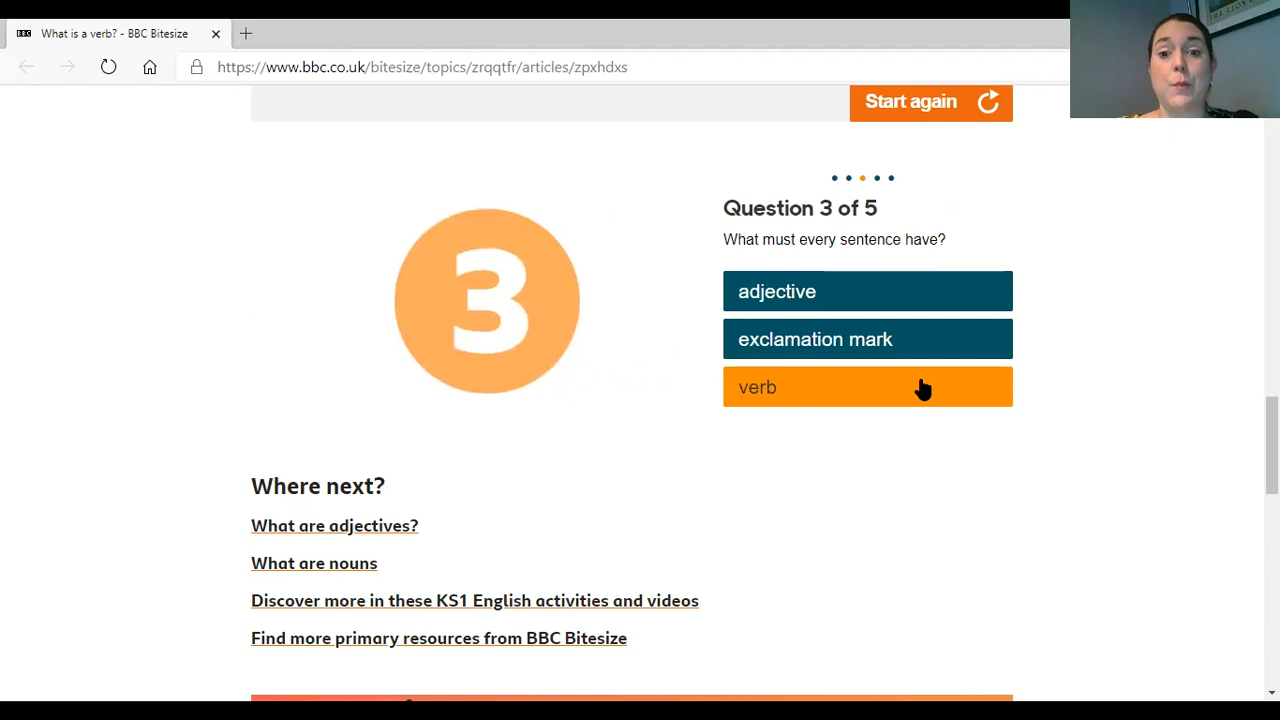 BBC What is a verb? - BBC Bitesize
https://www.bbc.co.uk/bitesize/topics/zrqqtfr/articles/zpxhdxs
Start again
3
Question 3 of 5
What must every sentence have?
adjective
exclamation mark
verb
Where next?
What are adjectives?
What are nouns
Discover more in these KS1 English activities and videos
Find more primary resources from BBC Bitesize